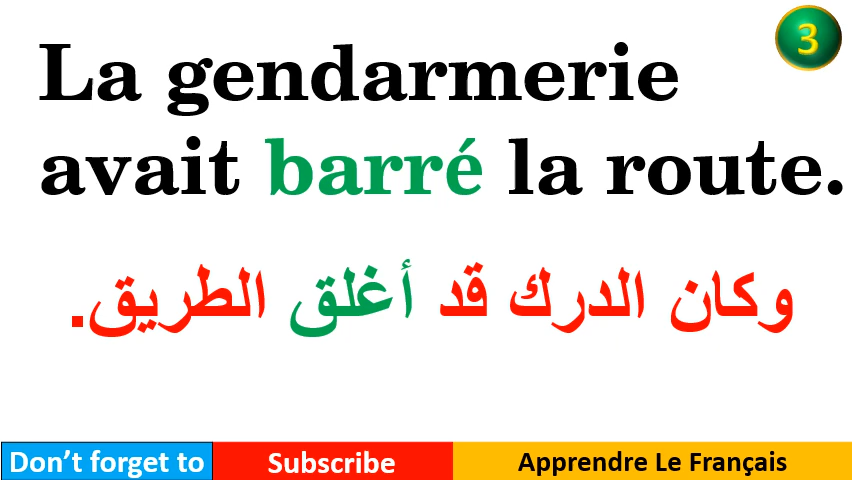 3
La gendarmerie
avait barré la route.
وكان الدرك قد أغلق الطريق.
Don't forget to Subscribe Apprendre Le Français